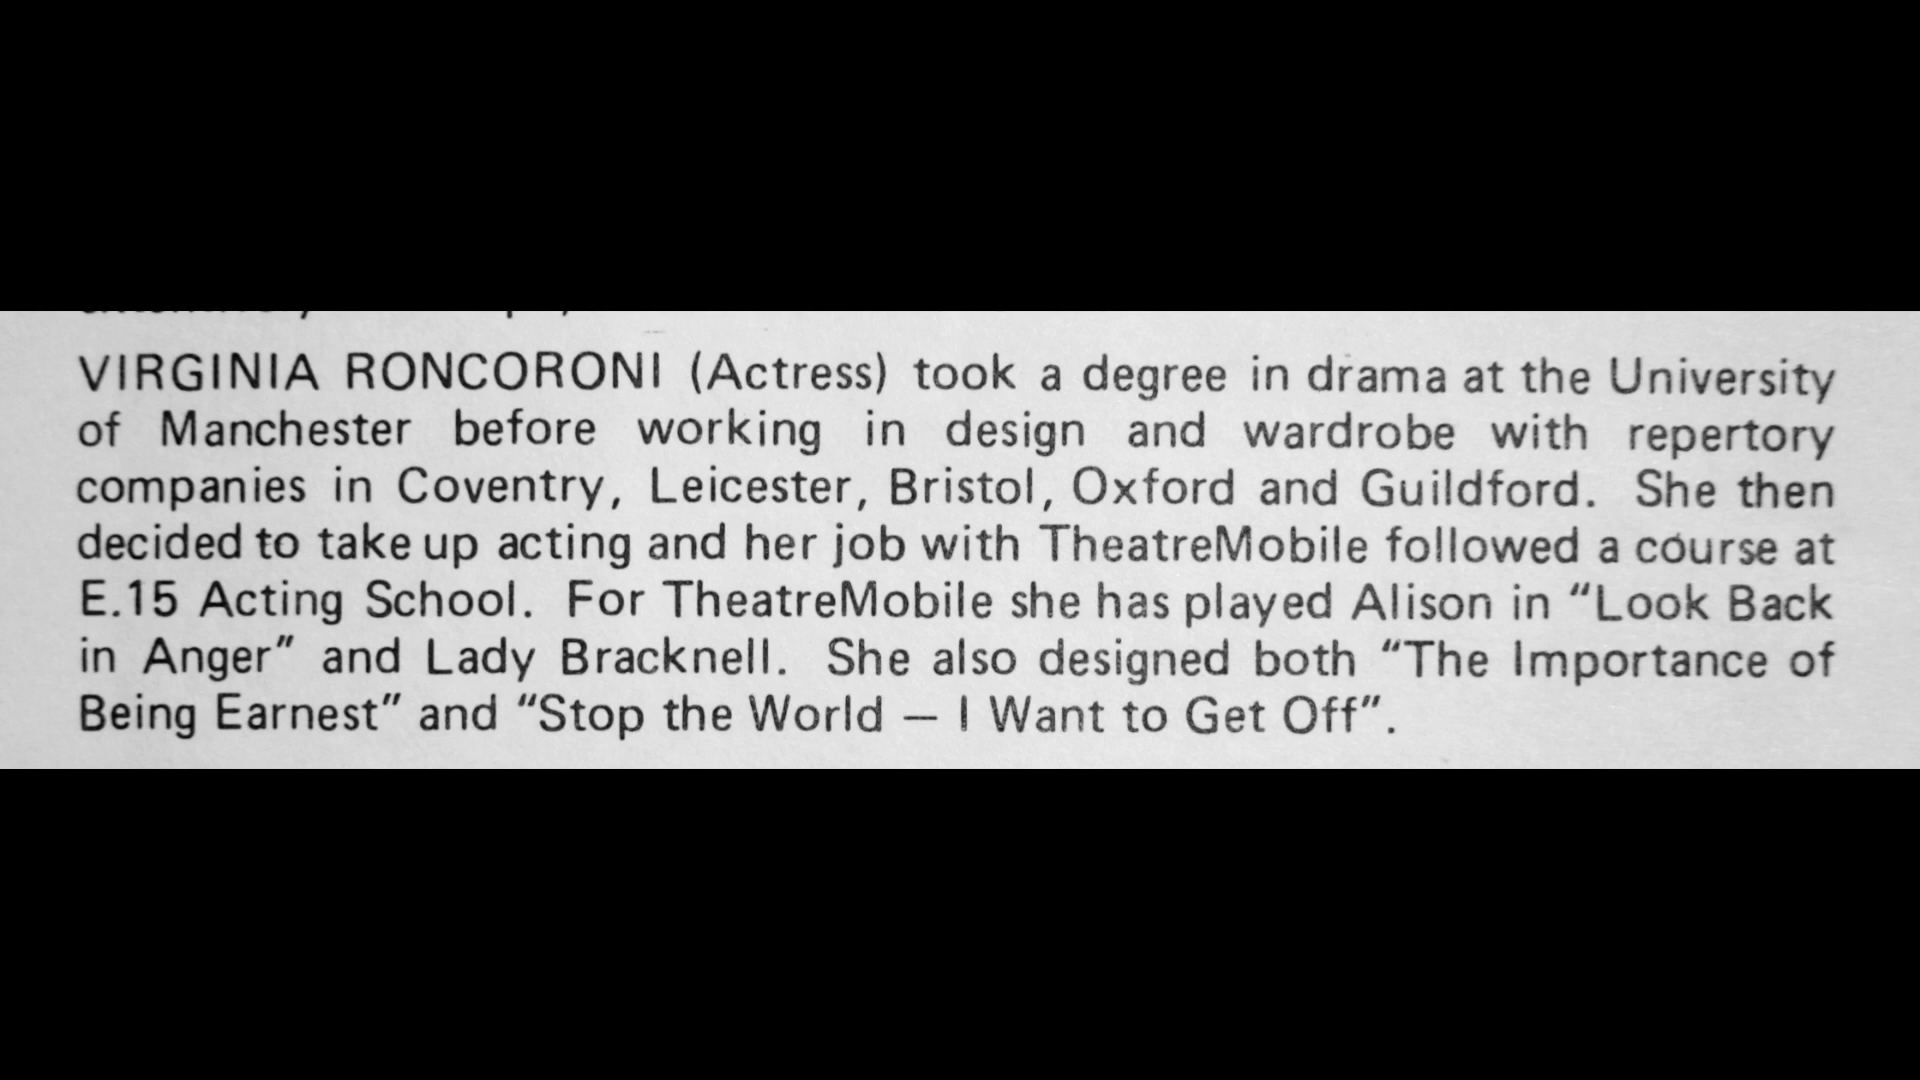 VIRGINIA RONCORONI (Actress) took a degree in drama at the University
of Manchester before working in design and wardrobe with repertory
companies in Coventry, Leicester, Bristol, Oxford and Guildford. She then
decided to take up acting and her job with TheatreMobile followed a course at
E.15 Acting School. For TheatreMobile she has played Alison in “Look Back
in Anger” and Lady Bracknell. She also designed both “The Importance of
Being Earnest” and “Stop the World — I Want to Get Off”.